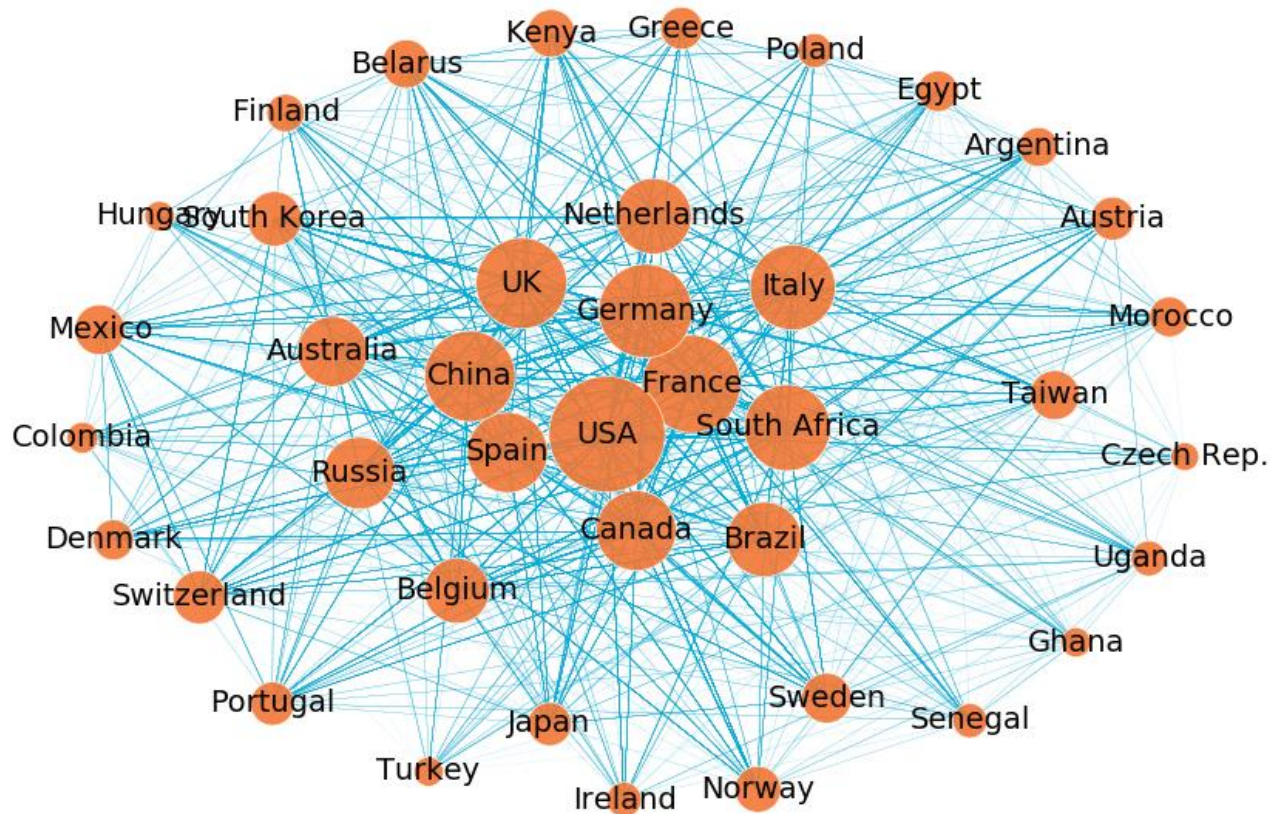 Kenya
Greece
Poland
Belarus
Egypt
Finland
Argentina
Hungary
South Korea
Netherlands
Austria
UK
Italy
Germany
Mexico
Morocco
Australia
China
France
Taiwan
Colombia
USA
South Africa
Spain
Czech Rep.
Russia
Denmark
Canada
Brazil
Uganda
Switzerland
Belgium
Ghana
Portugal
Sweden
Japan
Senegal
Turkey
Norway
Ireland